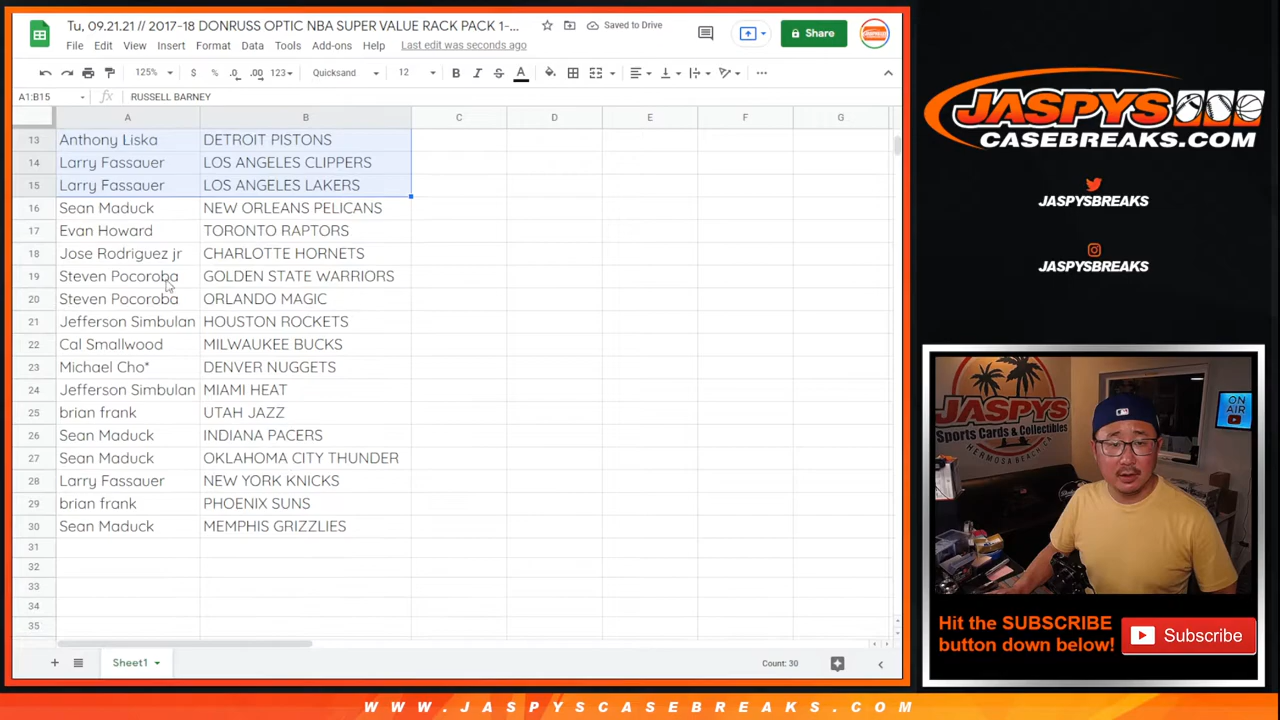 Tu, 09.21.21 // 2017-18 DONRUSS OPTIC NBA SUPER VALUE RACK PACK 1-...
Saved to Drive
File Edit View Insert Format Data Tools Add-ons Help Last edit was seconds ago
Share
125% $ % .0 .00 123 Quicksand 12 B I S A
A1:B15 fx RUSSELL BARNEY
A B C D E F G
13 Anthony Liska DETROIT PISTONS
14 Larry Fassauer LOS ANGELES CLIPPERS
15 Larry Fassauer LOS ANGELES LAKERS
16 Sean Maduck NEW ORLEANS PELICANS
17 Evan Howard TORONTO RAPTORS
18 Jose Rodriguez jr CHARLOTTE HORNETS
19 Steven Pocoroba GOLDEN STATE WARRIORS
20 Steven Pocoroba ORLANDO MAGIC
21 Jefferson Simbulan HOUSTON ROCKETS
22 Cal Smallwood MILWAUKEE BUCKS
23 Michael Cho* DENVER NUGGETS
24 Jefferson Simbulan MIAMI HEAT
25 brian frank UTAH JAZZ
26 Sean Maduck INDIANA PACERS
27 Sean Maduck OKLAHOMA CITY THUNDER
28 Larry Fassauer NEW YORK KNICKS
29 brian frank PHOENIX SUNS
30 Sean Maduck MEMPHIS GRIZZLIES
31
32
33
34
35
Sheet1
Count: 30
JASPYS
CASEBREAKS.COM
JASPYSBREAKS
JASPYSBREAKS
JASPYS
Sports Cards & Collectibles
HERMOSA BEACH CA
ON AIR
Hit the SUBSCRIBE
button down below!
Subscribe
WWW.JASPYSCASEBREAKS.COM